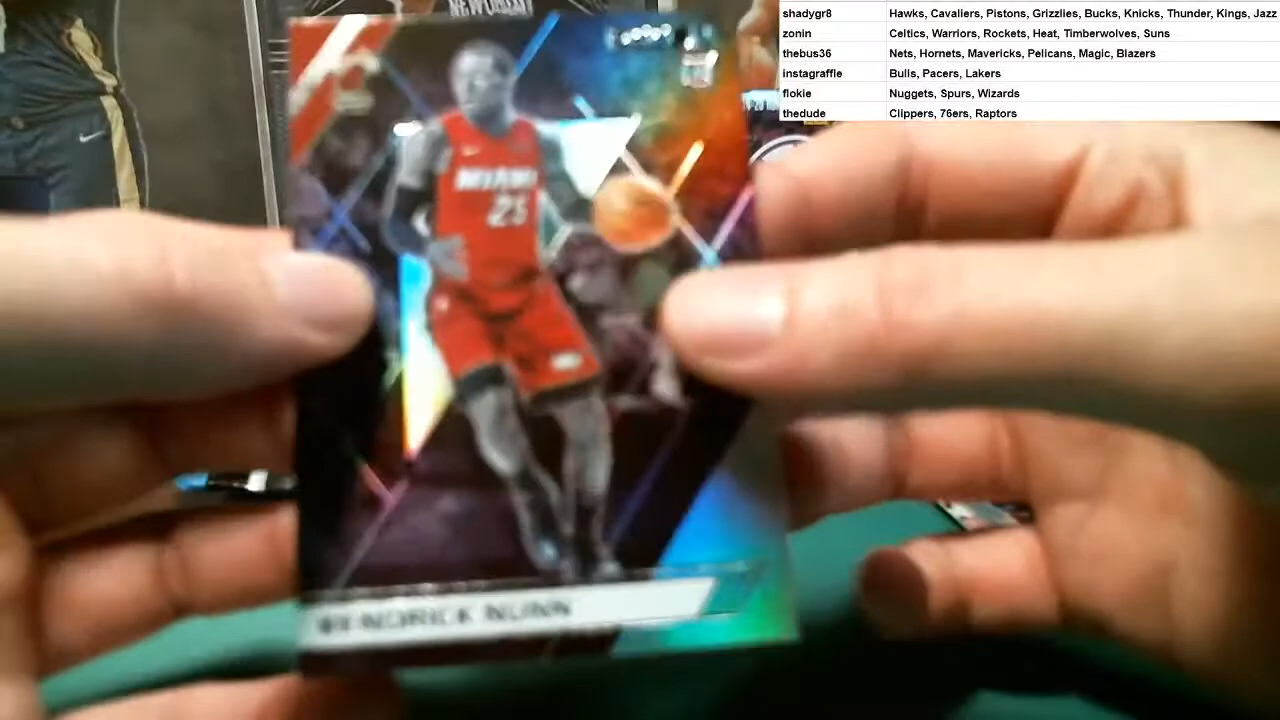 shadygr8 Hawks, Cavaliers, Pistons, Grizzlies, Bucks, Knicks, Thunder, Kings, Jazz
zonin Celtics, Warriors, Rockets, Heat, Timberwolves, Suns
thebus36 Nets, Hornets, Mavericks, Pelicans, Magic, Blazers
instagraffle Bulls, Pacers, Lakers
flokie Nuggets, Spurs, Wizards
thedude Clippers, 76ers, Raptors
MIAMI
25
KENDRICK NUNN